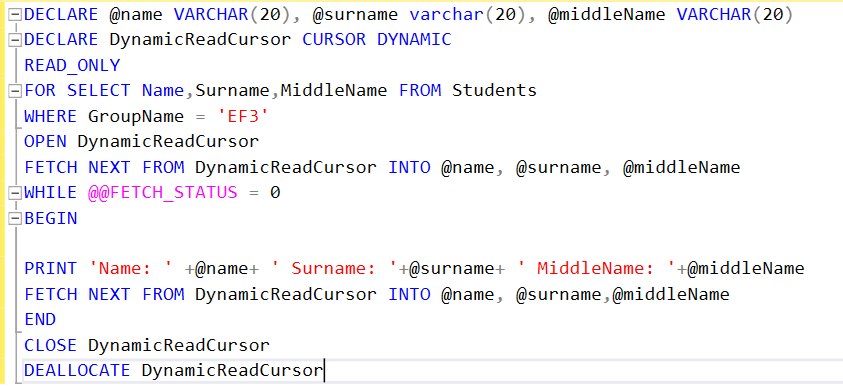 DECLARE @name VARCHAR(20), @surname varchar(20), @middleName VARCHAR(20)
DECLARE DynamicReadCursor CURSOR DYNAMIC
READ_ONLY
FOR SELECT Name,Surname,MiddleName FROM Students
WHERE GroupName = 'EF3'
OPEN DynamicReadCursor
FETCH NEXT FROM DynamicReadCursor INTO @name, @surname, @middleName
WHILE @@FETCH_STATUS = 0
BEGIN
PRINT 'Name: ' +@name+ ' Surname: '+@surname+ ' MiddleName: '+@middleName
FETCH NEXT FROM DynamicReadCursor INTO @name, @surname,@middleName
END
CLOSE DynamicReadCursor
DEALLOCATE DynamicReadCursor